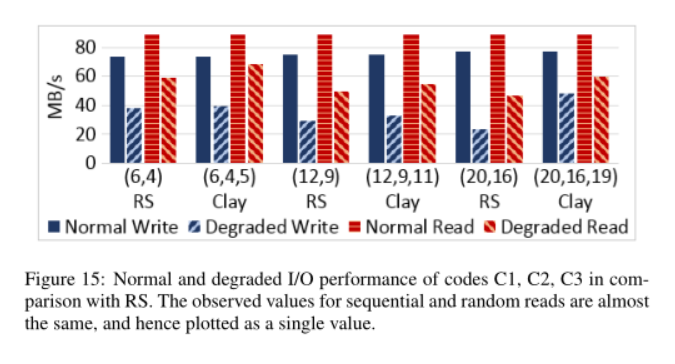 80
60
40
20
0
MB/s
(6,4) (6,4,5) (12,9) (12,9,11) (20,16) (20,16,19)
RS Clay RS Clay RS Clay
Normal Write Degraded Write Normal Read Degraded Read
Figure 15: Normal and degraded I/O performance of codes C1, C2, C3 in com-
parison with RS. The observed values for sequential and random reads are almost
the same, and hence plotted as a single value.